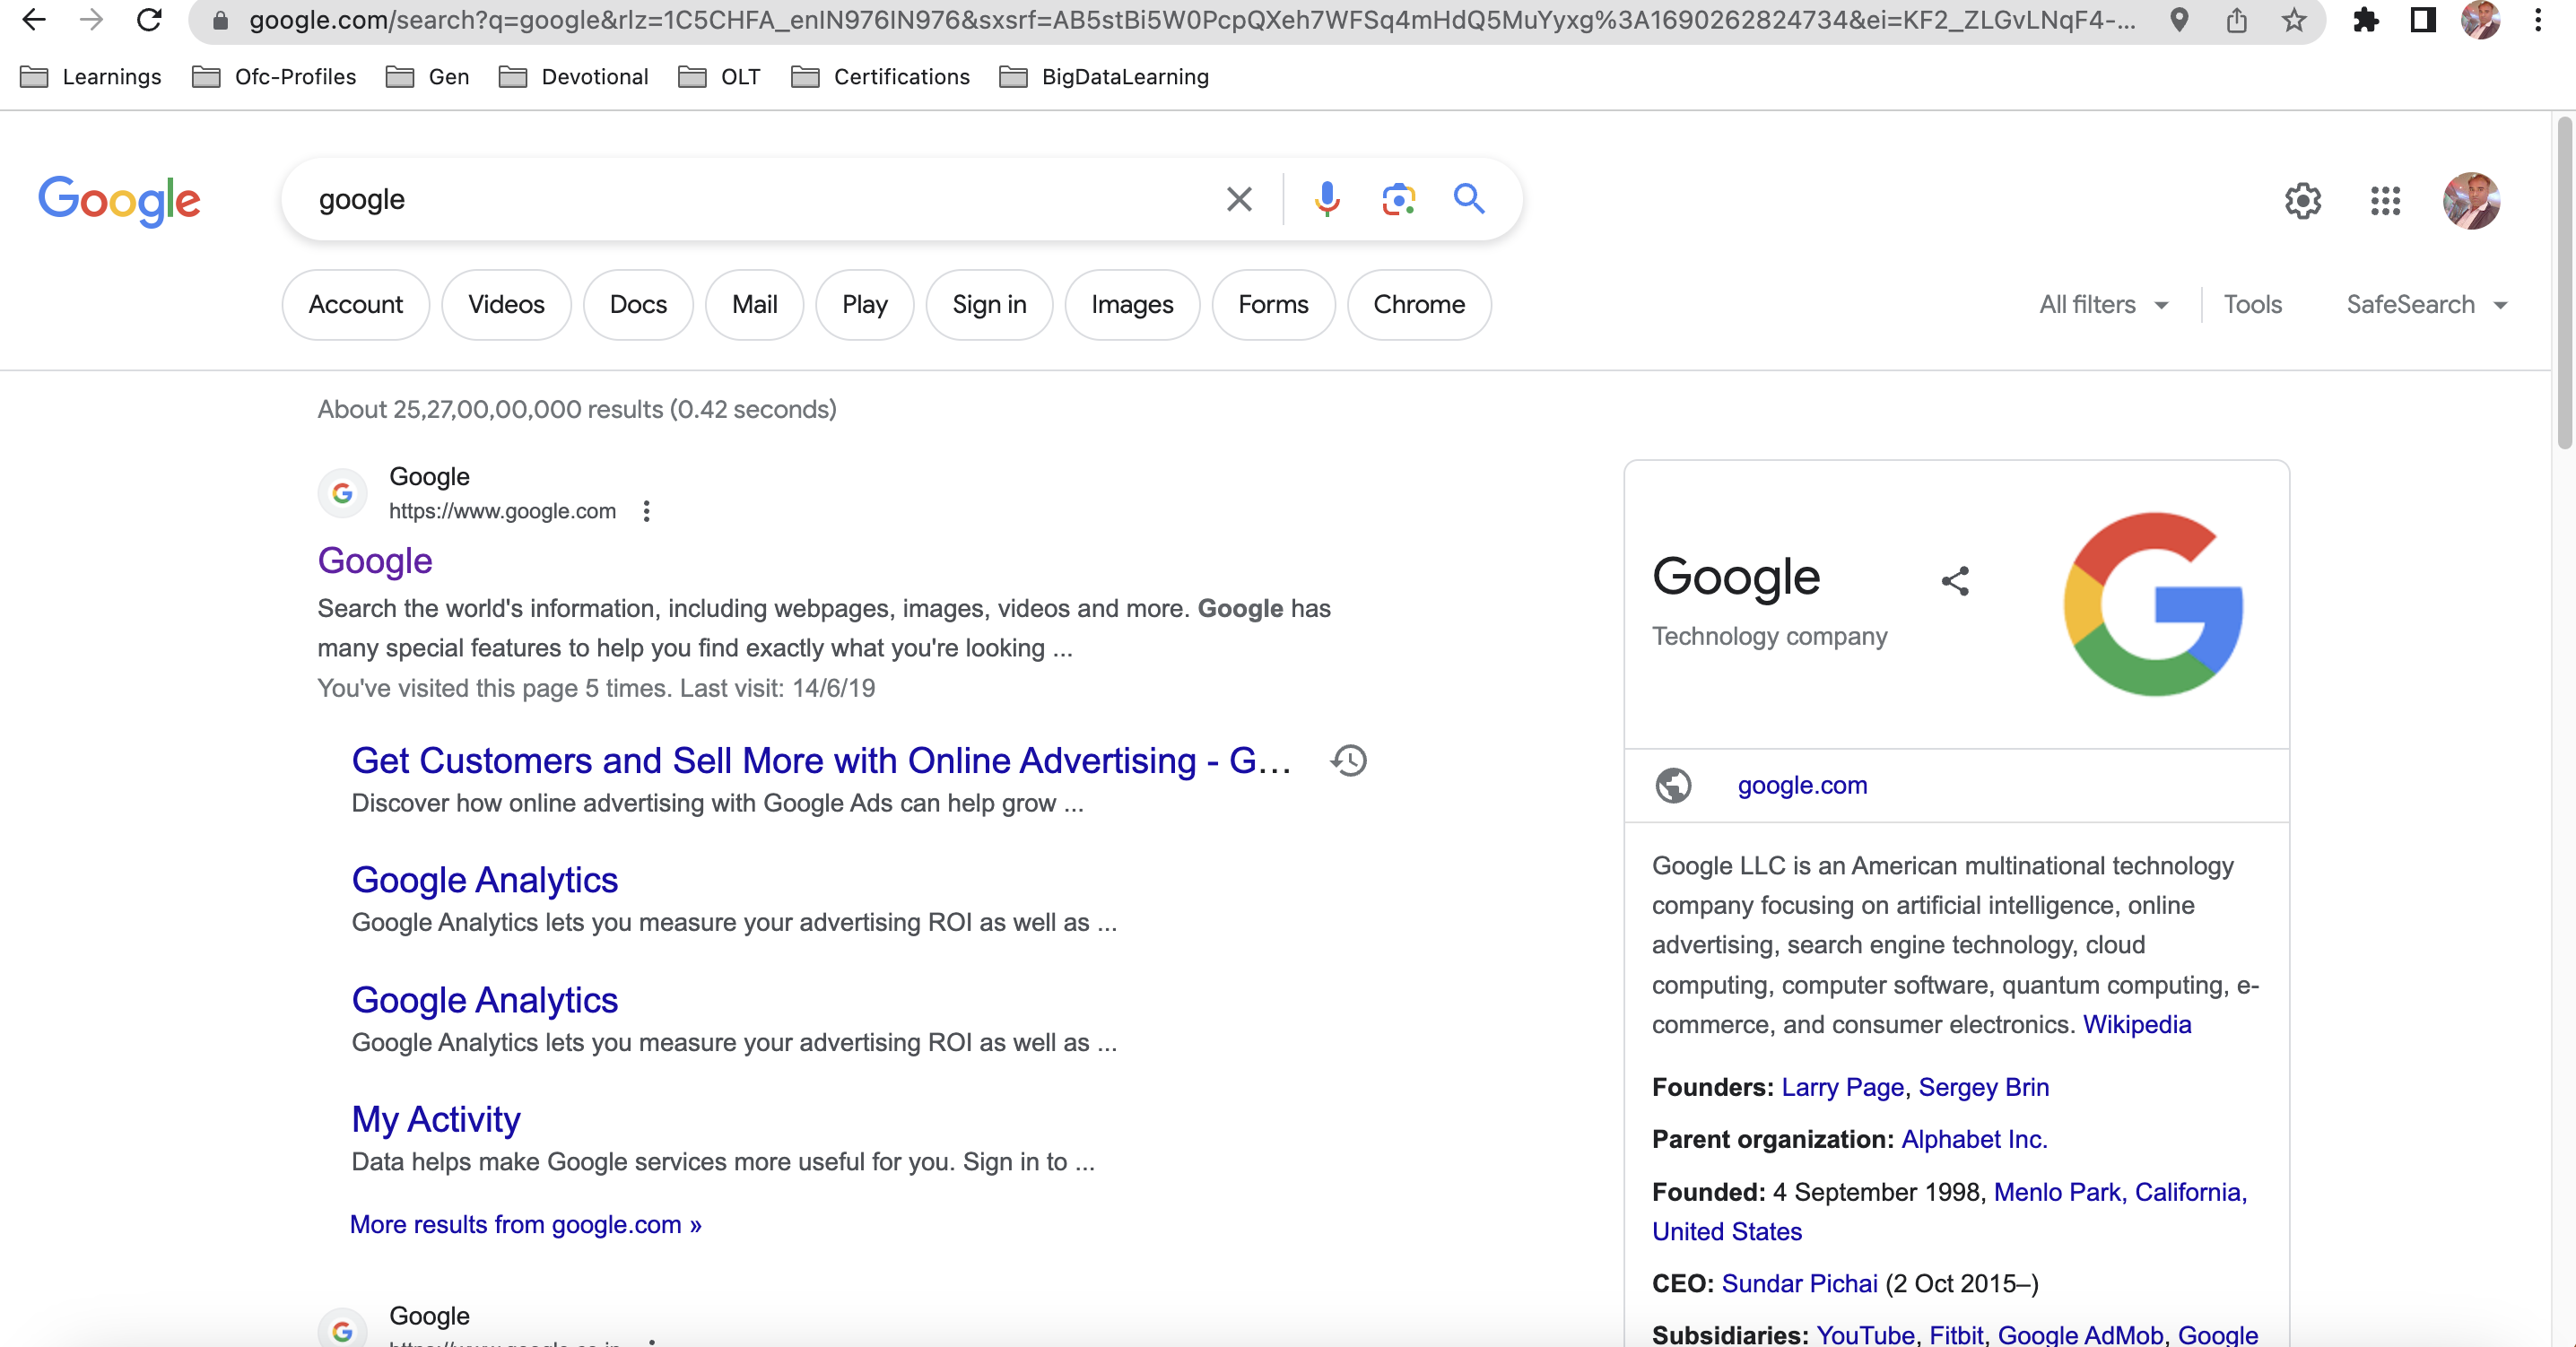 google.com/search?q=google&rlz=1C5CHFA_enIN976IN976&sxsrf=AB5stBi5W0PcpQXeh7WFSq4mHdQ5MuYyxg%3A1690262824734&ei=KF2_ZLGvLNqF4-...
Learnings Ofc-Profiles Gen Devotional OLT Certifications BigDataLearning
Google
google
Account Videos Docs Mail Play Sign in Images Forms Chrome
All filters Tools SafeSearch
About 25,27,00,00,000 results (0.42 seconds)
Google
https://www.google.com
Google
Search the world's information, including webpages, images, videos and more. Google has
many special features to help you find exactly what you're looking ...
You've visited this page 5 times. Last visit: 14/6/19
Get Customers and Sell More with Online Advertising - G...
Discover how online advertising with Google Ads can help grow ...
Google Analytics
Google Analytics lets you measure your advertising ROI as well as ...
Google Analytics
Google Analytics lets you measure your advertising ROI as well as ...
My Activity
Data helps make Google services more useful for you. Sign in to ...
More results from google.com »
Google
https://www.google.co.in
Google
Technology company
google.com
Google LLC is an American multinational technology
company focusing on artificial intelligence, online
advertising, search engine technology, cloud
computing, computer software, quantum computing, e-
commerce, and consumer electronics. Wikipedia
Founders: Larry Page, Sergey Brin
Parent organization: Alphabet Inc.
Founded: 4 September 1998, Menlo Park, California,
United States
CEO: Sundar Pichai (2 Oct 2015–)
Subsidiaries: YouTube, Fitbit, Google AdMob, Google